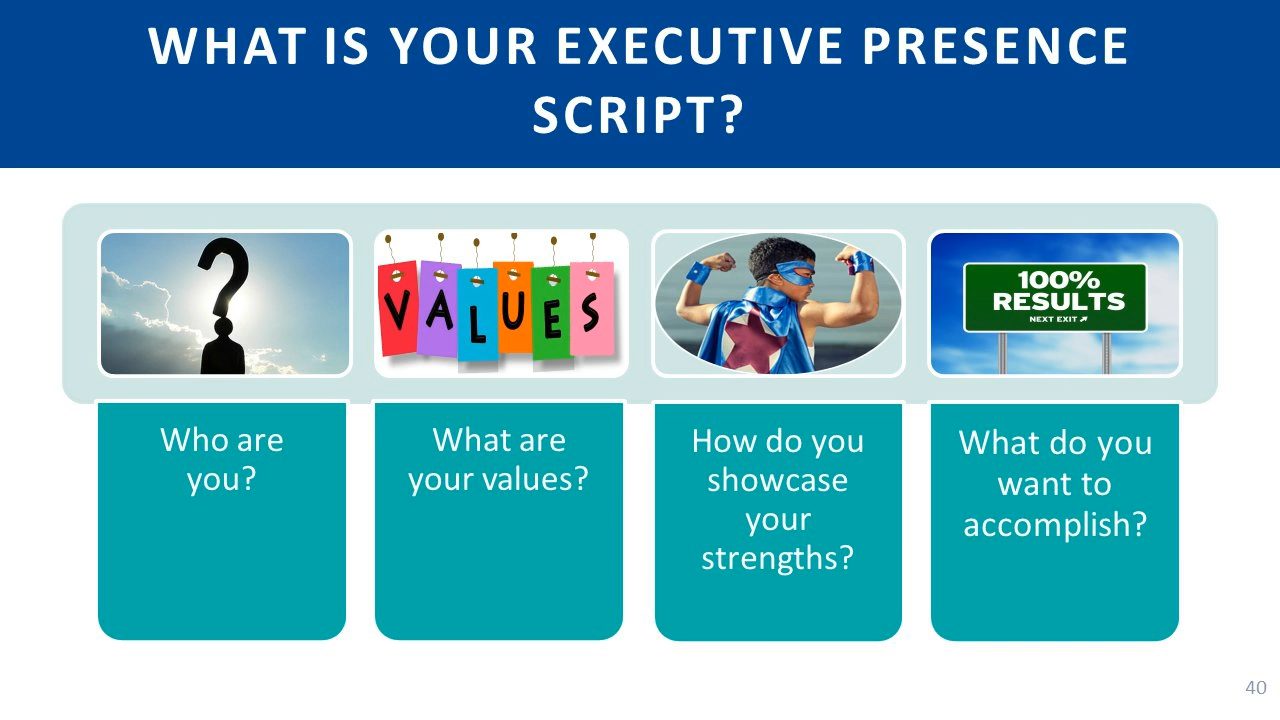 WHAT IS YOUR EXECUTIVE PRESENCE
SCRIPT?
VALUES
100%
RESULTS
NEXT EXIT
Who are
you?
What are
your values?
How do you
showcase
your
strengths?
What do you
want to
accomplish?
40